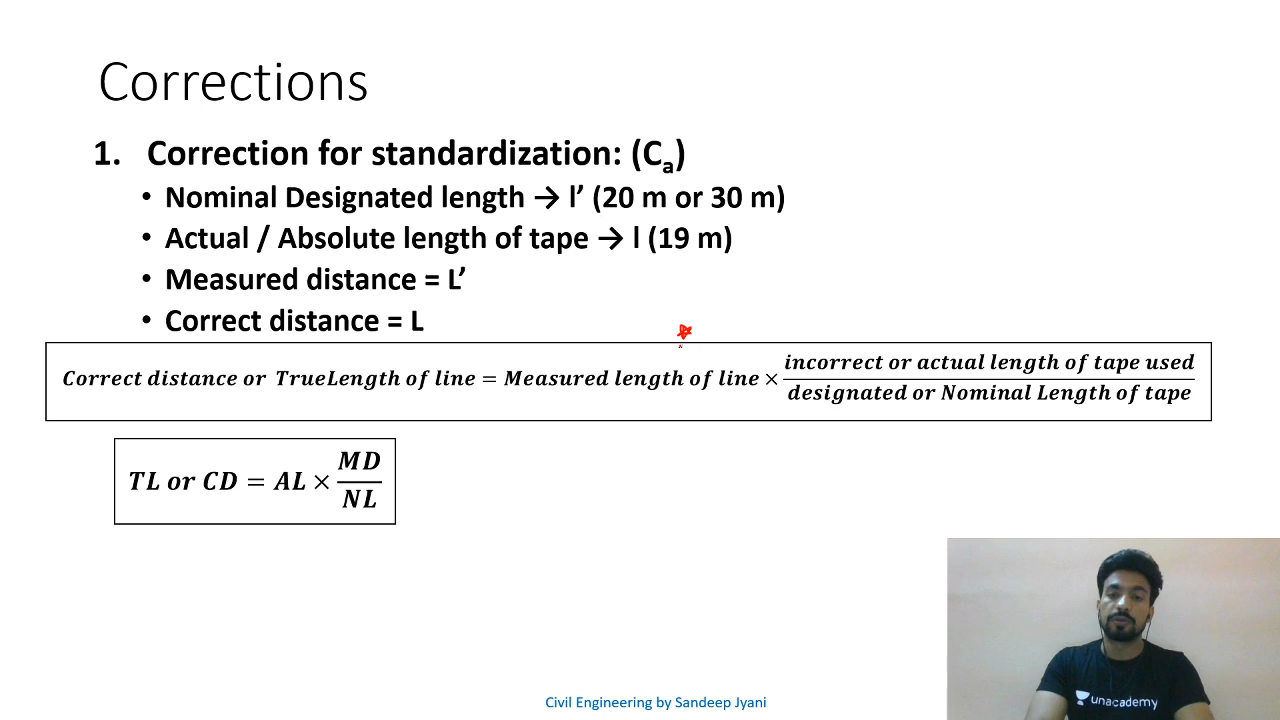 Corrections
1. Correction for standardization: (Ca)
• Nominal Designated length → l’ (20 m or 30 m)
• Actual / Absolute length of tape → l (19 m)
• Measured distance = L’
• Correct distance = L
Correct distance or TrueLength of line = Measured length of line × incorrect or actual length of tape used / designated or Nominal Length of tape
TL or CD = AL × MD / NL
unacademy
Civil Engineering by Sandeep Jyani